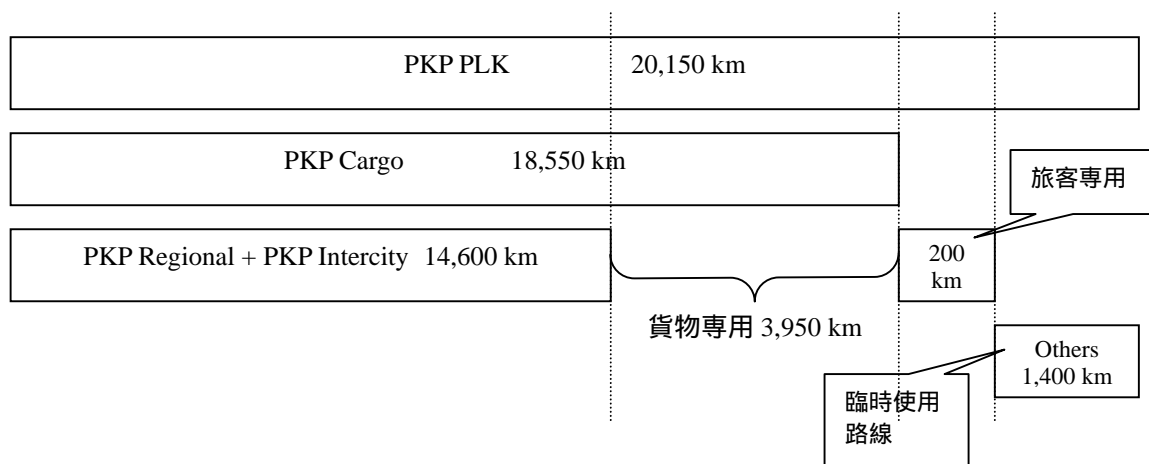 PKP PLK 20,150 km
PKP Cargo 18,550 km
旅客専用
PKP Regional + PKP Intercity 14,600 km
200
km
貨物専用 3,950 km
Others
1,400 km
臨時使用
路線